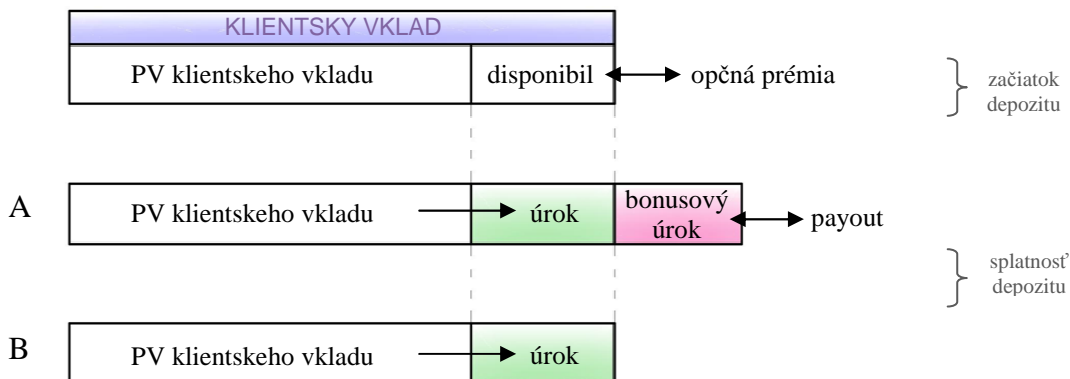 KLIENTSKY VKLAD
PV klientskeho vkladu disponibil opčná prémia
začiatok
depozitu
A PV klientskeho vkladu úrok bonusový
úrok payout
splatnosť
depozitu
B PV klientskeho vkladu úrok